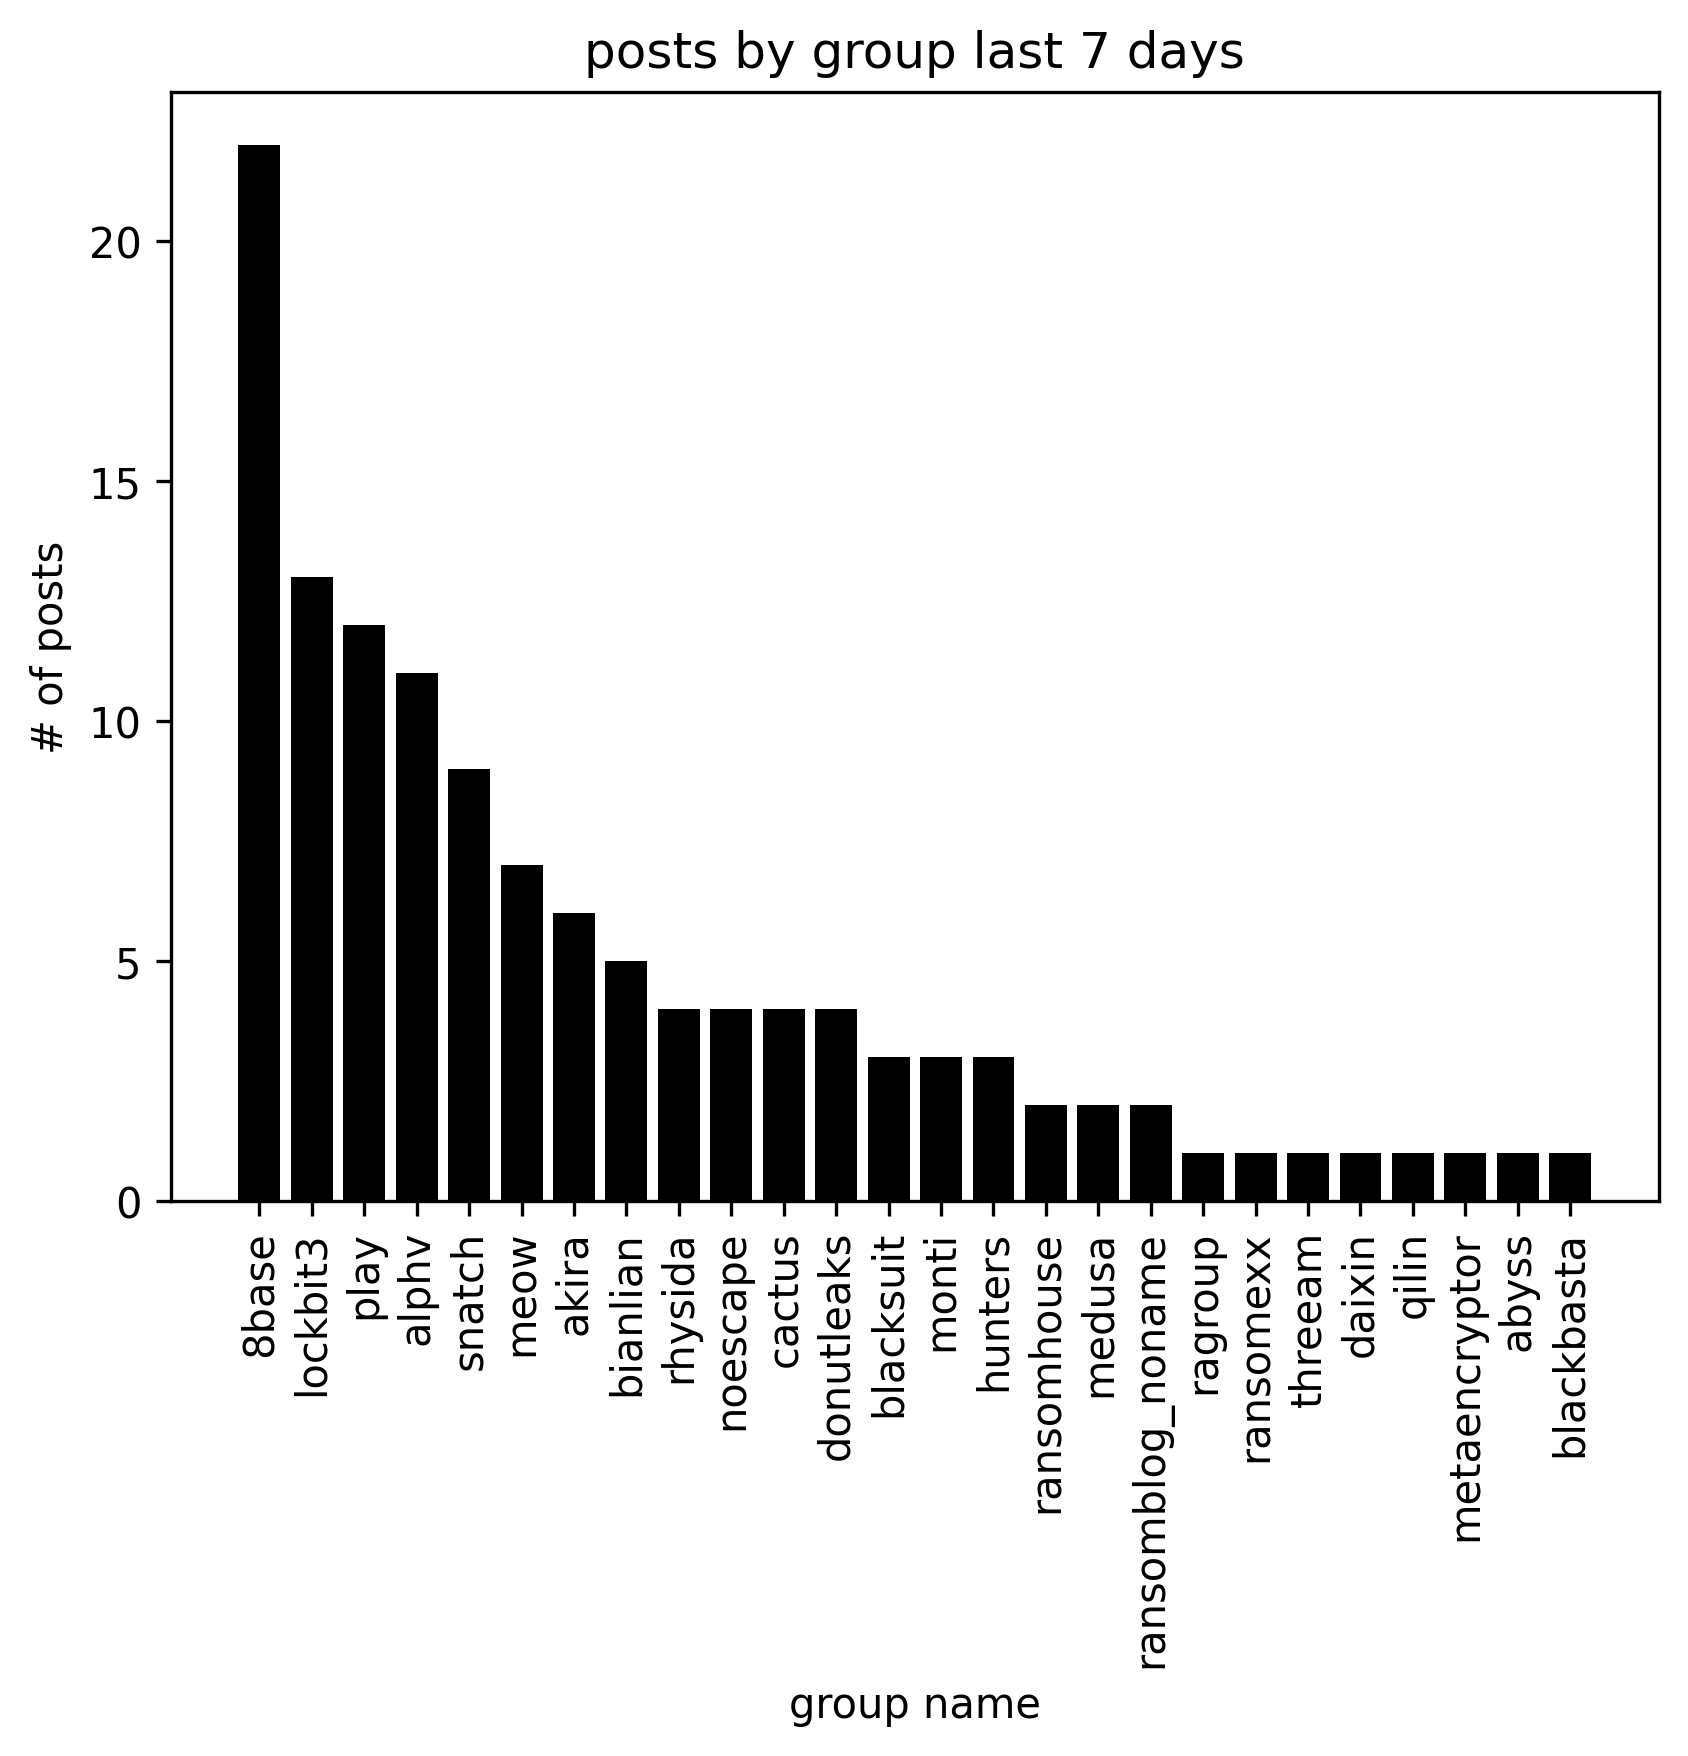 posts by group last 7 days
# of posts
20
15
10
5
0
8base
lockbit3
play
alphv
snatch
meow
akira
bianlian
rhysida
noescape
cactus
donutleaks
blacksuit
monti
hunters
ransomhouse
medusa
ransomblog_noname
ragroup
ransomexx
threeam
daixin
qilin
metaencryptor
abyss
blackbasta
group name